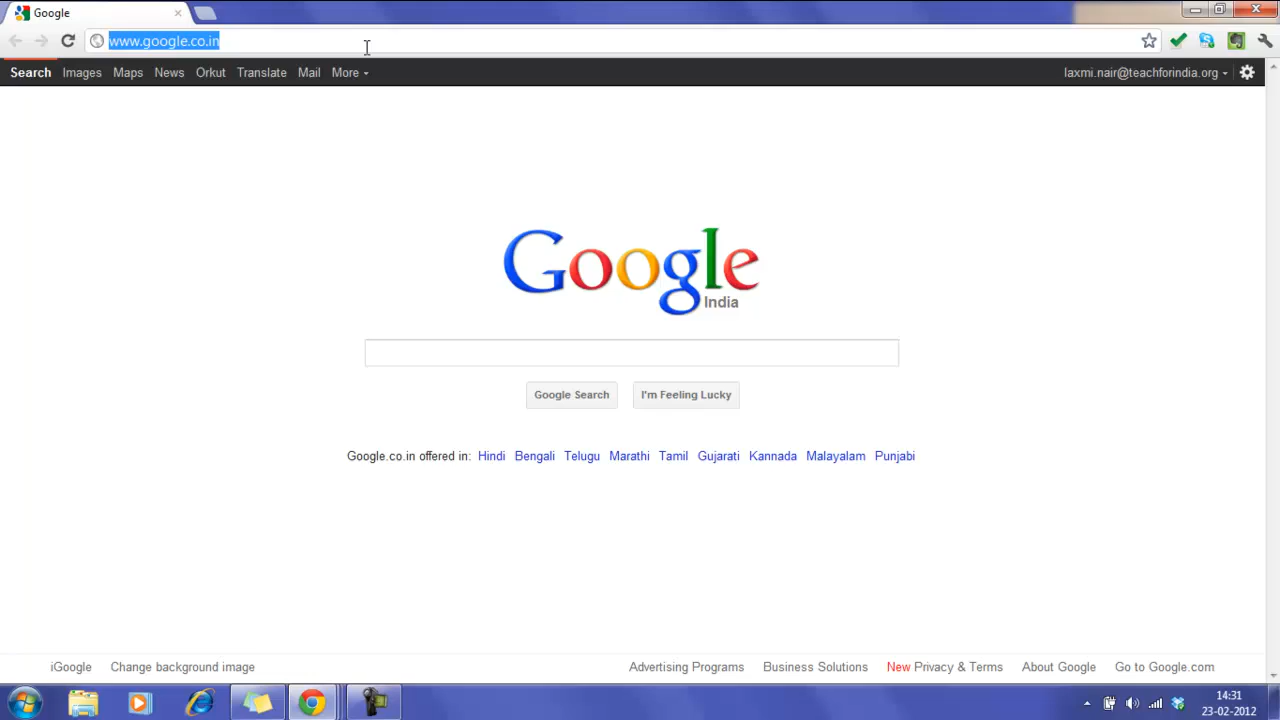 Google
www.google.co.in
Search Images Maps News Orkut Translate Mail More laxmi.nair@teachforindia.org
Google
India
Google Search I'm Feeling Lucky
Google.co.in offered in: Hindi Bengali Telugu Marathi Tamil Gujarati Kannada Malayalam Punjabi
iGoogle Change background image Advertising Programs Business Solutions New Privacy & Terms About Google Go to Google.com
14:31
23-02-2012